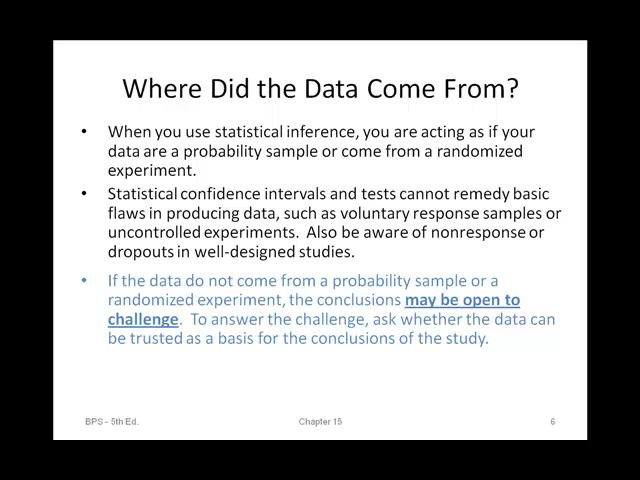 Where Did the Data Come From?
• When you use statistical inference, you are acting as if your
data are a probability sample or come from a randomized
experiment.
• Statistical confidence intervals and tests cannot remedy basic
flaws in producing data, such as voluntary response samples or
uncontrolled experiments.  Also be aware of nonresponse or
dropouts in well-designed studies.
• If the data do not come from a probability sample or a
randomized experiment, the conclusions may be open to
challenge.  To answer the challenge, ask whether the data can
be trusted as a basis for the conclusions of the study.
BPS - 5th Ed.
Chapter 15
6